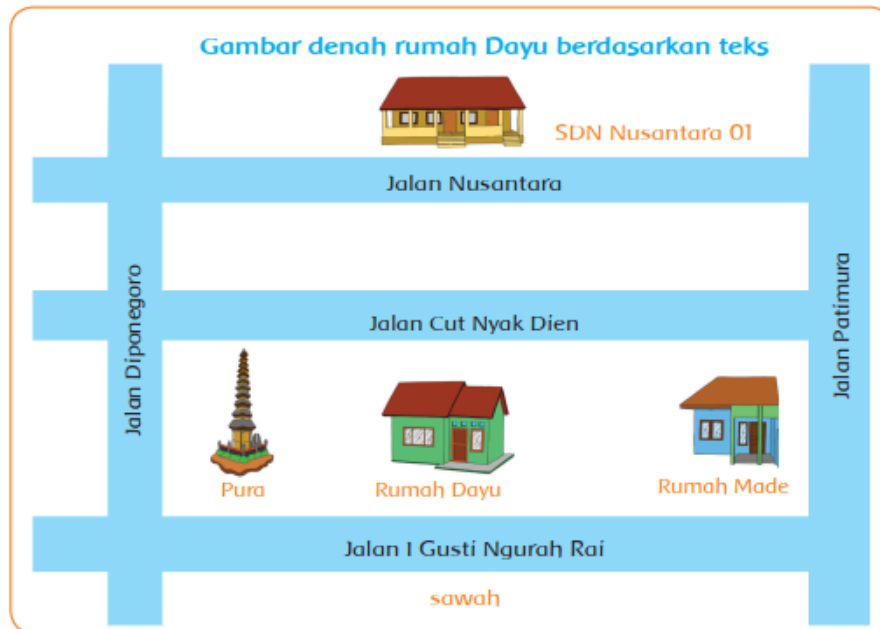 Gambar denah rumah Dayu berdasarkan teks
SDN Nusantara 01
Jalan Nusantara
Jalan Diponegoro
Jalan Patimura
Jalan Cut Nyak Dien
Pura
Rumah Dayu
Rumah Made
Jalan I Gusti Ngurah Rai
sawah